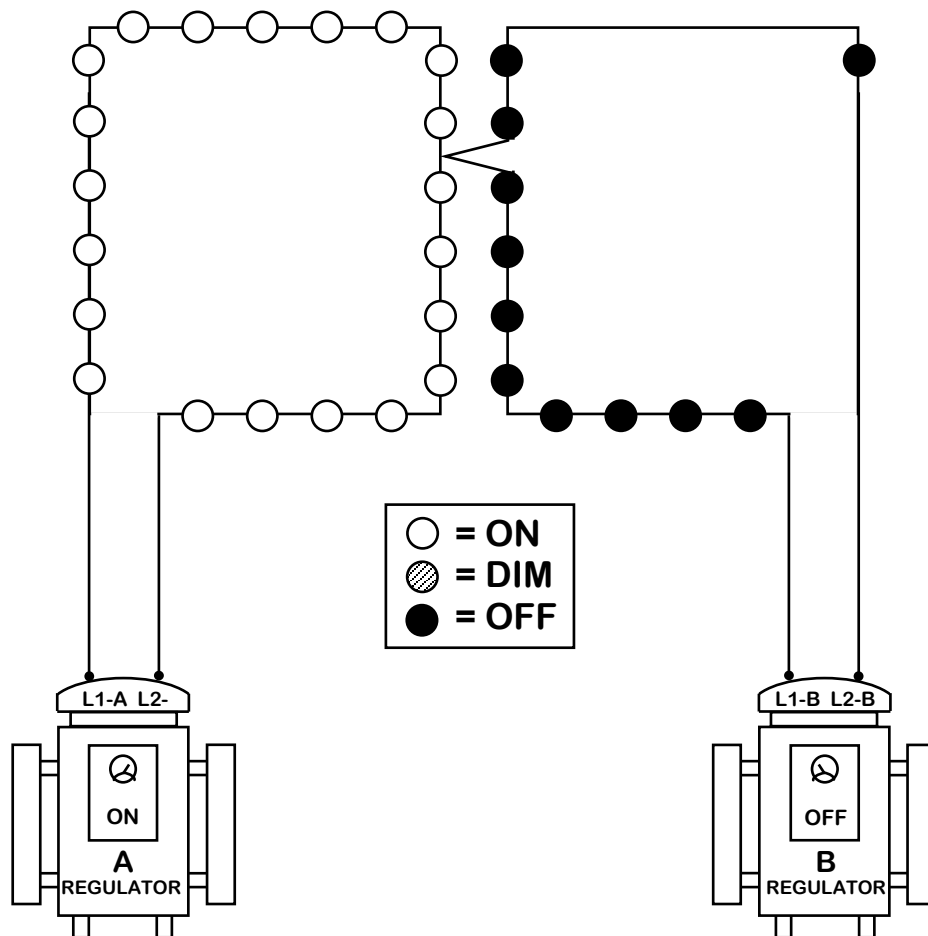 = ON
= DIM
= OFF
L1-A L2-
ON
A
REGULATOR
L1-B L2-B
OFF
B
REGULATOR